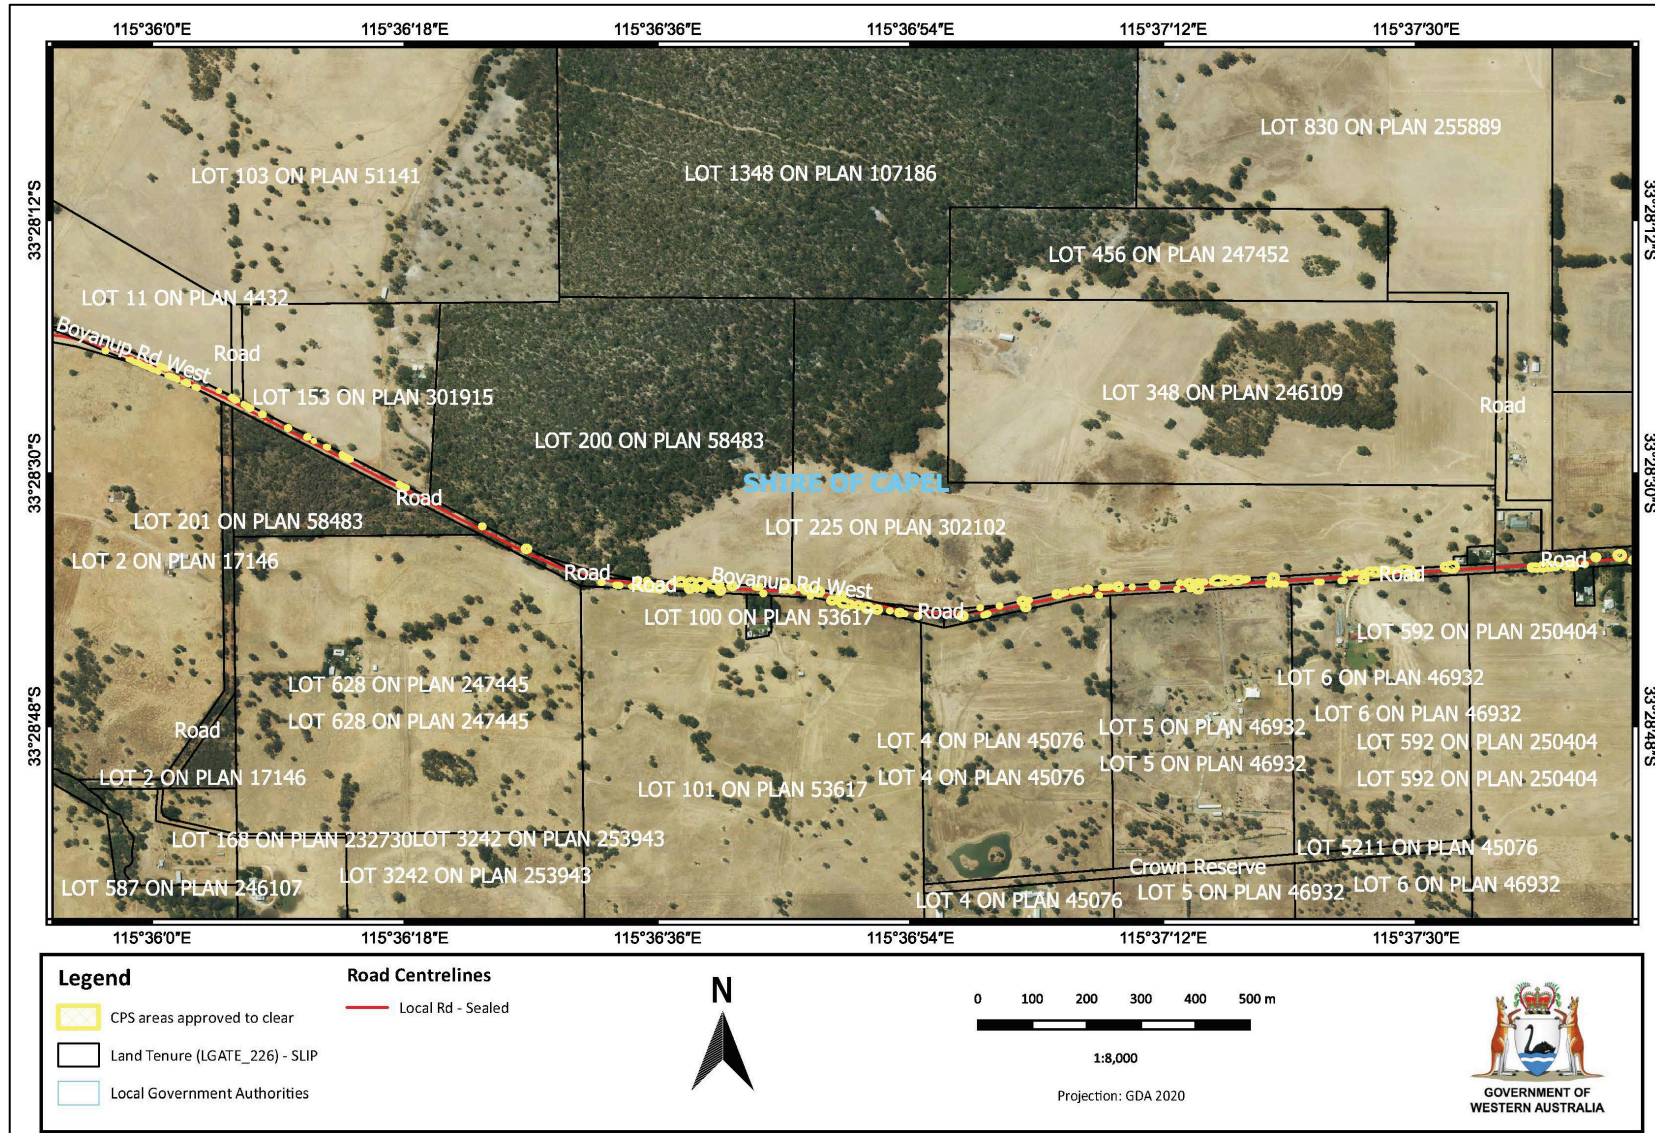 115°36'0"E 115°36'18"E 115°36'36"E 115°36'54"E 115°37'12"E 115°37'30"E
LOT 830 ON PLAN 255889
LOT 103 ON PLAN 51141
LOT 1348 ON PLAN 107186
33°28'12"S
33°28'12"S
LOT 456 ON PLAN 247452
LOT 11 ON PLAN 4432
Boyanup Rd West
Road
LOT 153 ON PLAN 301915
LOT 348 ON PLAN 246109
Road
LOT 200 ON PLAN 58483
33°28'30"S
SHIRE OF CAPEL
33°28'30"S
Road
LOT 201 ON PLAN 58483
LOT 225 ON PLAN 302102
LOT 2 ON PLAN 17146
Road
Road
Boyanup Rd West
Road
Road
Road
LOT 100 ON PLAN 53617
LOT 592 ON PLAN 250404
LOT 628 ON PLAN 247445
LOT 6 ON PLAN 46932
LOT 628 ON PLAN 247445
LOT 6 ON PLAN 46932
33°28'48"S
Road
LOT 4 ON PLAN 45076
LOT 5 ON PLAN 46932
LOT 592 ON PLAN 250404
33°28'48"S
LOT 2 ON PLAN 17146
LOT 4 ON PLAN 45076
LOT 5 ON PLAN 46932
LOT 592 ON PLAN 250404
LOT 101 ON PLAN 53617
LOT 168 ON PLAN 232730
LOT 3242 ON PLAN 253943
LOT 5211 ON PLAN 45076
Crown Reserve
LOT 587 ON PLAN 246107
LOT 3242 ON PLAN 253943
LOT 4 ON PLAN 45076
LOT 5 ON PLAN 46932
LOT 6 ON PLAN 46932
115°36'0"E 115°36'18"E 115°36'36"E 115°36'54"E 115°37'12"E 115°37'30"E
Legend
CPS areas approved to clear
Land Tenure (LGATE_226) - SLIP
Local Government Authorities
Road Centrelines
Local Rd - Sealed
N
0 100 200 300 400 500 m
1:8,000
Projection: GDA 2020
GOVERNMENT OF
WESTERN AUSTRALIA